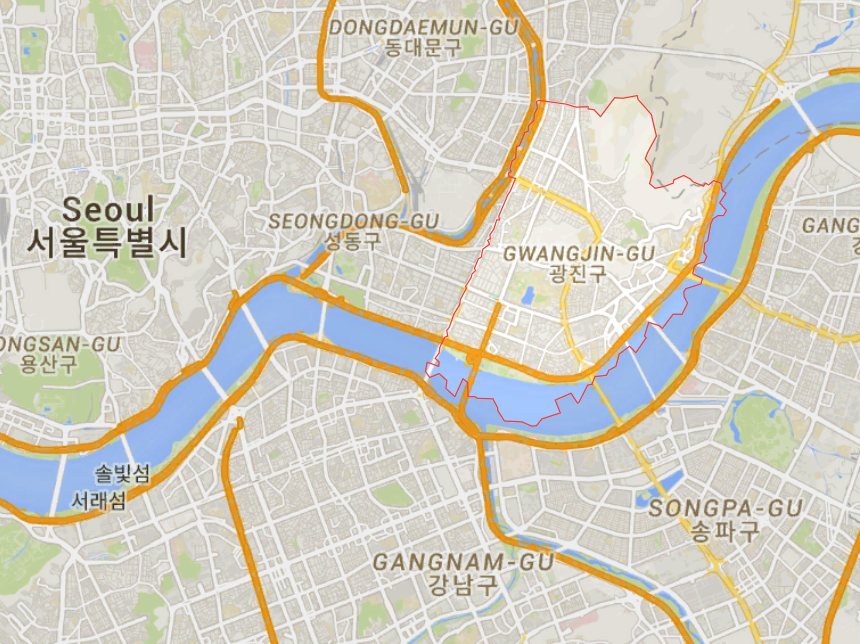 DONGDAEMUN-GU
동대문구
Seoul
서울특별시
SEONGDONG-GU
성동구
GWANGJIN-GU
광진구
GANG
ONGSAN-GU
용산구
솔빛섬
서래섬
SONGPA-GU
송파구
GANGNAM-GU
강남구